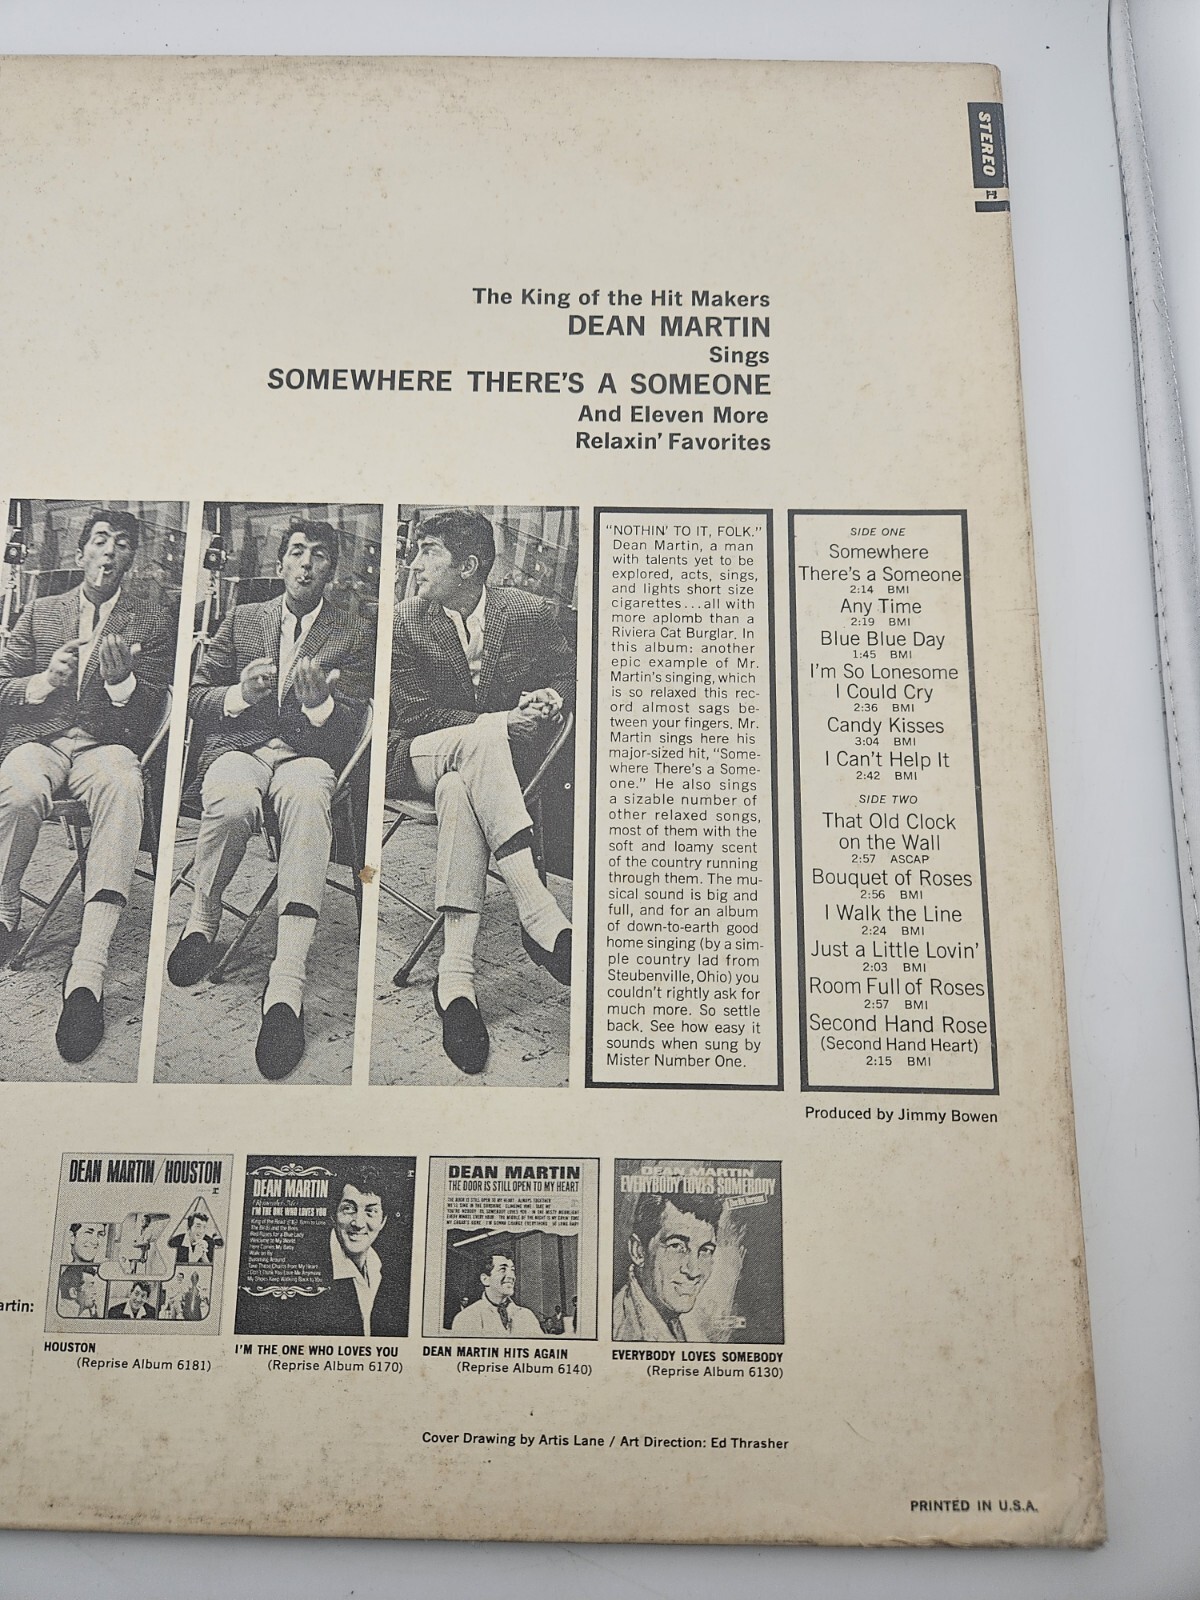 STEREO
The King of the Hit Makers
DEAN MARTIN
Sings
SOMEWHERE THERE'S A SOMEONE
And Eleven More
Relaxin' Favorites
"NOTHIN' TO IT, FOLK."
Dean Martin, a man
with talents yet to be
explored, acts, sings,
and lights short size
cigarettes...all with
more aplomb than a
Riviera Cat Burglar. In
this album: another
epic example of Mr.
Martin's singing, which
is so relaxed this rec-
ord almost sags be-
tween your fingers. Mr.
Martin sings here his
major-sized hit, "Some-
where There's a Some-
one." He also sings
a sizable number of
other relaxed songs,
most of them with the
soft and loamy scent
of the country running
through them. The mu-
sical sound is big and
full, and for an album
of down-to-earth good
home singing (by a sim-
ple country lad from
Steubenville, Ohio) you
couldn't rightly ask for
much more. So settle
back. See how easy it
sounds when sung by
Mister Number One.
SIDE ONE
Somewhere
There's a Someone
2:14 BMI
Any Time
2:19 BMI
Blue Blue Day
1:45 BMI
I'm So Lonesome
I Could Cry
2:36 BMI
Candy Kisses
3:04 BMI
I Can't Help It
2:42 BMI
SIDE TWO
That Old Clock
on the Wall
2:57 ASCAP
Bouquet of Roses
2:56 BMI
I Walk the Line
2:24 BMI
Just a Little Lovin'
2:03 BMI
Room Full of Roses
2:57 BMI
Second Hand Rose
(Second Hand Heart)
2:15 BMI
Produced by Jimmy Bowen
artin:
DEAN MARTIN/HOUSTON
HOUSTON
(Reprise Album 6181)
DEAN MARTIN
I'M THE ONE WHO LOVES YOU
I'M THE ONE WHO LOVES YOU
(Reprise Album 6170)
DEAN MARTIN
THE DOOR IS STILL OPEN TO MY HEART
DEAN MARTIN HITS AGAIN
(Reprise Album 6140)
DEAN MARTIN
EVERYBODY LOVES SOMEBODY
EVERYBODY LOVES SOMEBODY
(Reprise Album 6130)
Cover Drawing by Artis Lane / Art Direction: Ed Thrasher
PRINTED IN U.S.A.